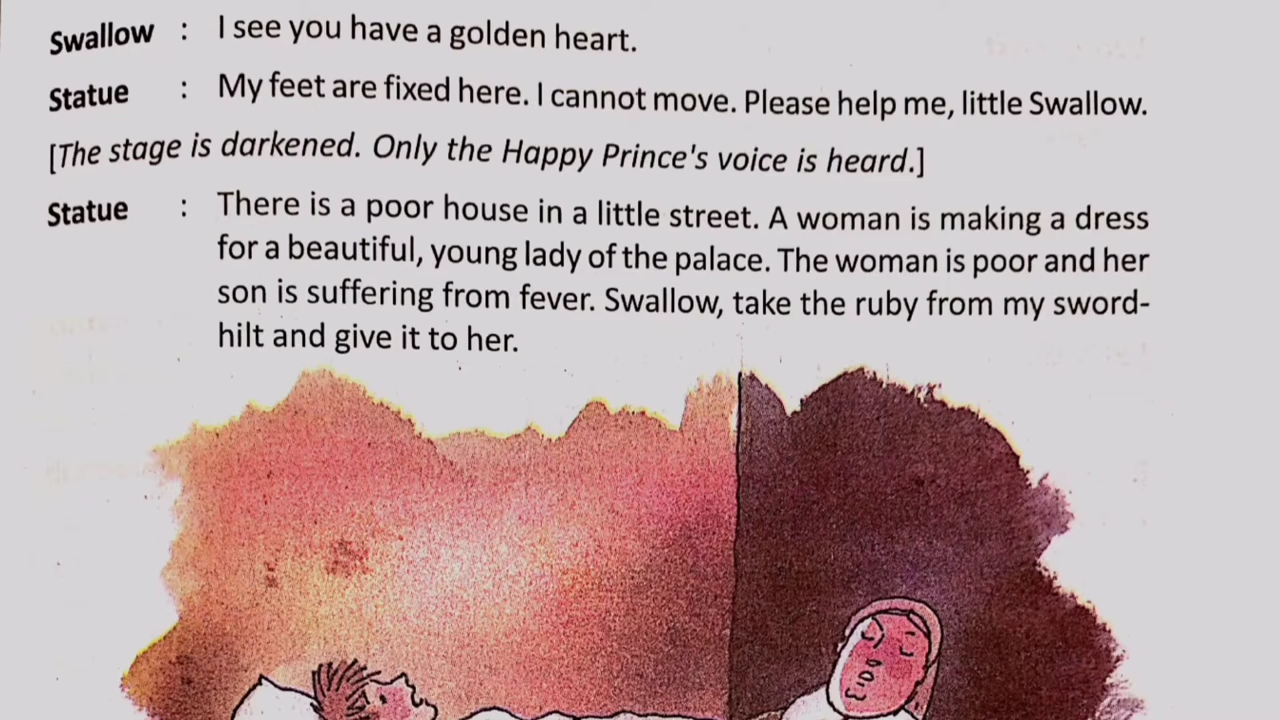 Swallow : I see you have a golden heart.
Statue : My feet are fixed here. I cannot move. Please help me, little Swallow.
[The stage is darkened. Only the Happy Prince's voice is heard.]
Statue : There is a poor house in a little street. A woman is making a dress
for a beautiful, young lady of the palace. The woman is poor and her
son is suffering from fever. Swallow, take the ruby from my sword-
hilt and give it to her.